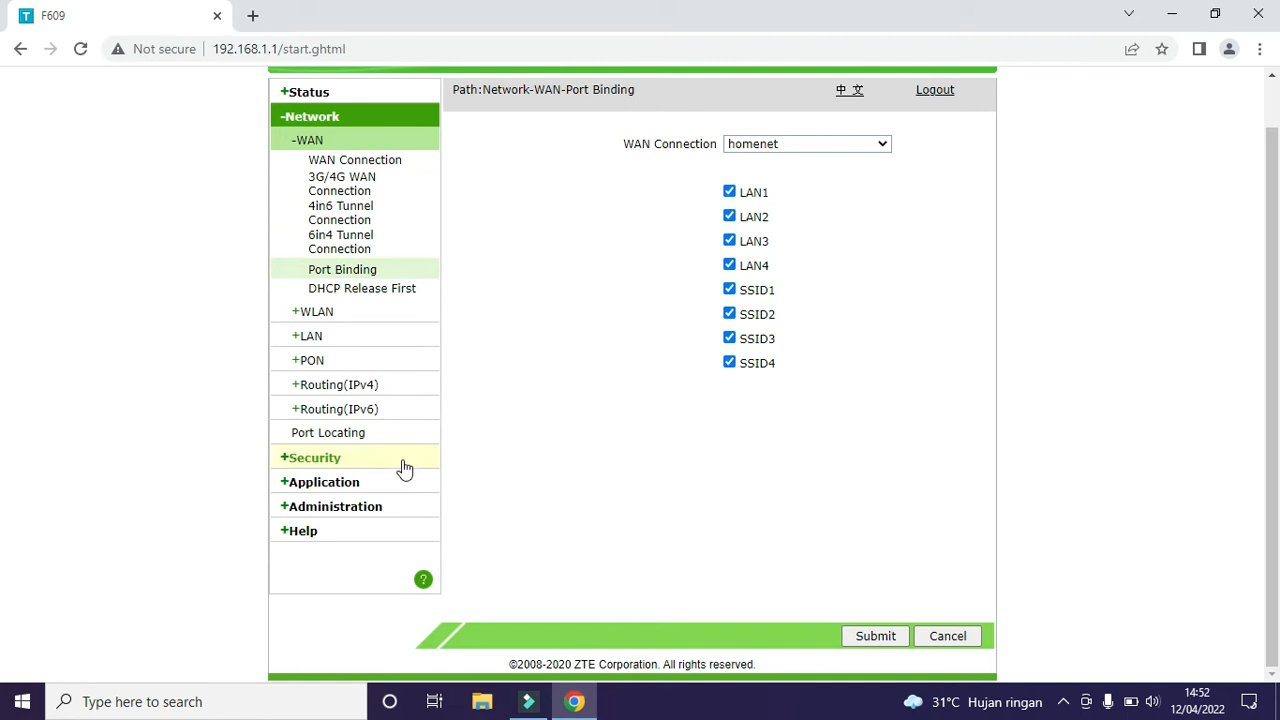 F609
Not secure 192.168.1.1/start.ghtml
+Status
-Network
-WAN
WAN Connection
3G/4G WAN
Connection
4in6 Tunnel
Connection
6in4 Tunnel
Connection
Port Binding
DHCP Release First
+WLAN
+LAN
+PON
+Routing(IPv4)
+Routing(IPv6)
Port Locating
+Security
+Application
+Administration
+Help
?
Path:Network-WAN-Port Binding 中 文 Logout
WAN Connection homenet
LAN1
LAN2
LAN3
LAN4
SSID1
SSID2
SSID3
SSID4
Submit Cancel
©2008-2020 ZTE Corporation. All rights reserved.
Type here to search
31°C Hujan ringan
14:52
12/04/2022